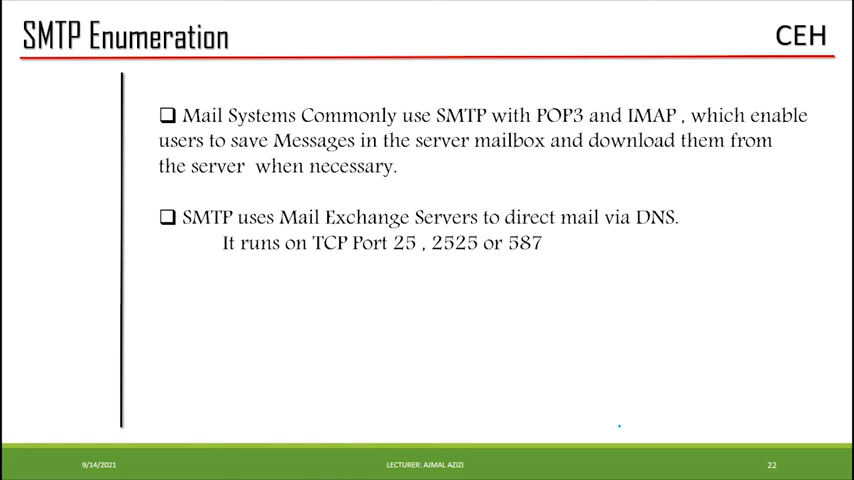 SMTP Enumeration
CEH
❑ Mail Systems Commonly use SMTP with POP3 and IMAP , which enable
users to save Messages in the server mailbox and download them from
the server when necessary.
❑ SMTP uses Mail Exchange Servers to direct mail via DNS.
It runs on TCP Port 25 , 2525 or 587
9/14/2021
LECTURER: AJMAL AZIZI
22